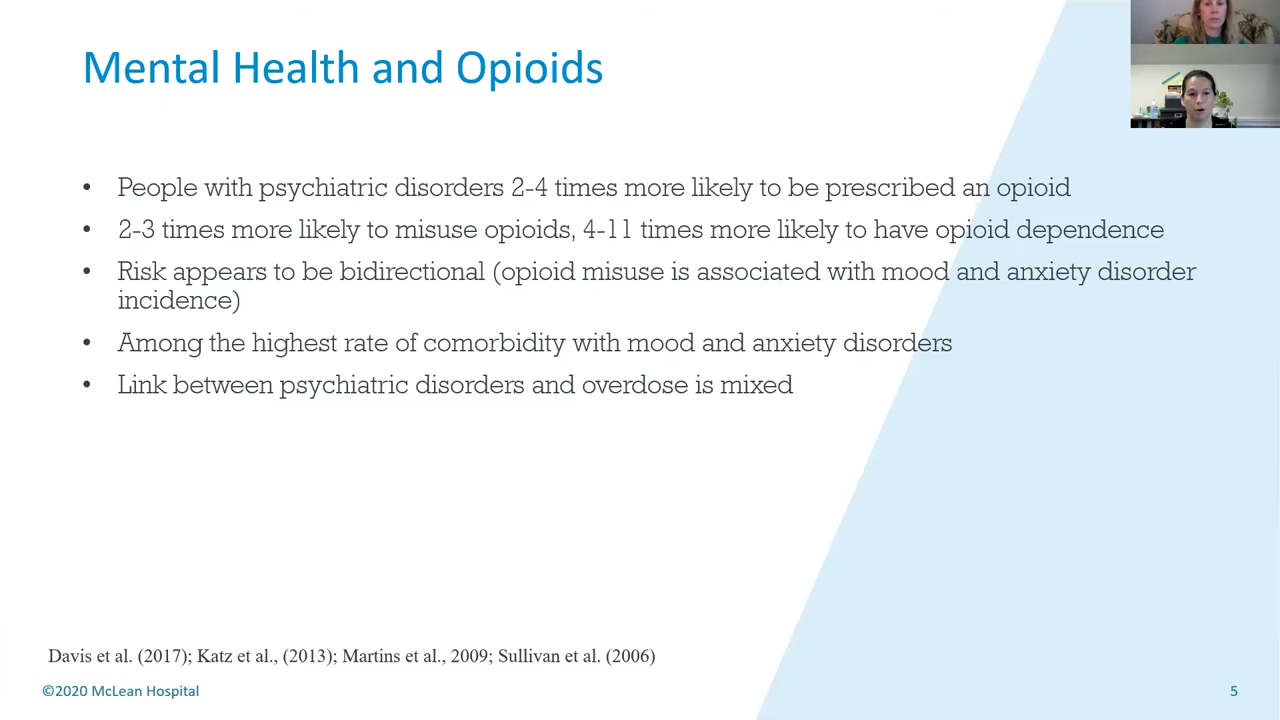 Mental Health and Opioids
• People with psychiatric disorders 2-4 times more likely to be prescribed an opioid
• 2-3 times more likely to misuse opioids, 4-11 times more likely to have opioid dependence
• Risk appears to be bidirectional (opioid misuse is associated with mood and anxiety disorder
incidence)
• Among the highest rate of comorbidity with mood and anxiety disorders
• Link between psychiatric disorders and overdose is mixed
Davis et al. (2017); Katz et al., (2013); Martins et al., 2009; Sullivan et al. (2006)
©2020 McLean Hospital
5